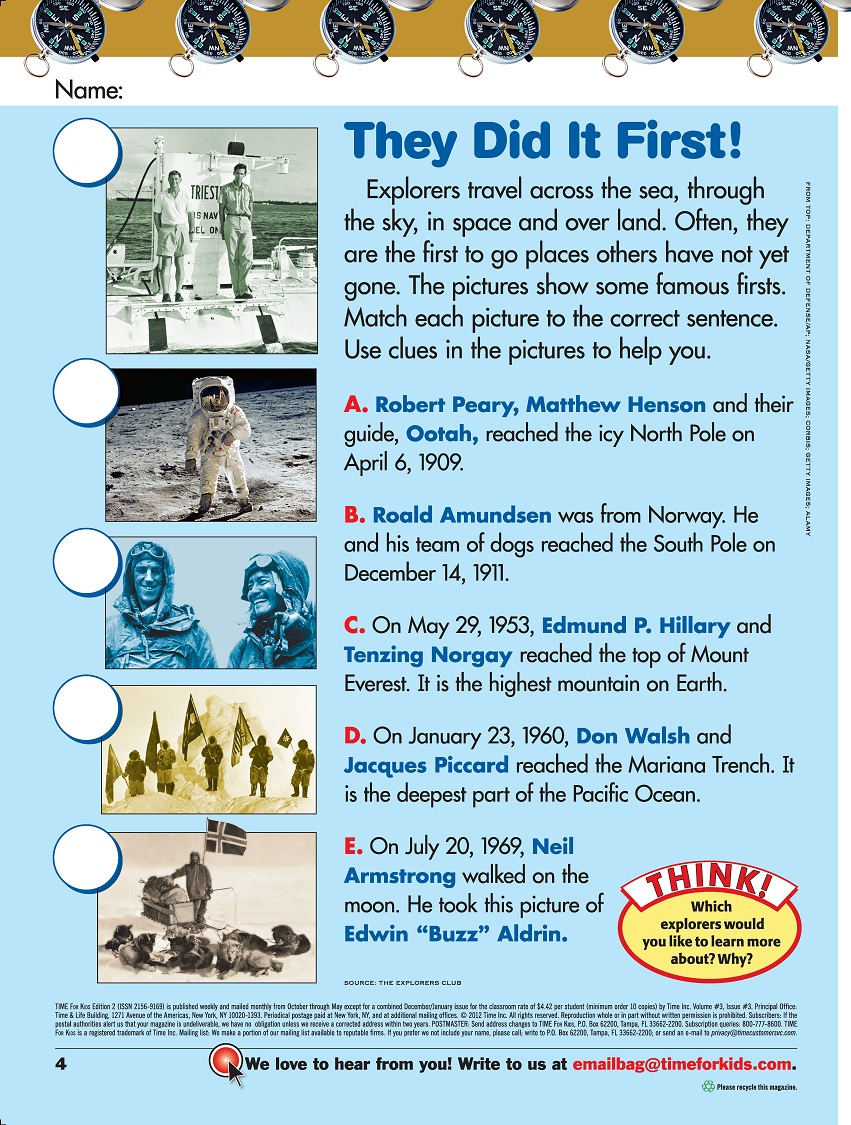 Name:
They Did It First!
Explorers travel across the sea, through
the sky, in space and over land. Often, they
are the first to go places others have not yet
gone. The pictures show some famous firsts.
Match each picture to the correct sentence.
Use clues in the pictures to help you.
A. Robert Peary, Matthew Henson and their
guide, Ootah, reached the icy North Pole on
April 6, 1909.
B. Roald Amundsen was from Norway. He
and his team of dogs reached the South Pole on
December 14, 1911.
C. On May 29, 1953, Edmund P. Hillary and
Tenzing Norgay reached the top of Mount
Everest. It is the highest mountain on Earth.
D. On January 23, 1960, Don Walsh and
Jacques Piccard reached the Mariana Trench. It
is the deepest part of the Pacific Ocean.
E. On July 20, 1969, Neil
Armstrong walked on the
moon. He took this picture of
Edwin “Buzz” Aldrin.
SOURCE: THE EXPLORERS CLUB
THINK!
Which
explorers would
you like to learn more
about? Why?
FROM TOP: DEPARTMENT OF DEFENSE/AP; NASA/GETTY IMAGES; CORBIS; GETTY IMAGES; ALAMY
TRIEST
IS NAV
EL ON
TIME FOR KIDS Edition 2 (ISSN 2156-9169) is published weekly and mailed monthly from October through May except for a combined December/January issue for the classroom rate of $4.42 per student (minimum order 10 copies) by Time Inc. Volume #3, Issue #3. Principal Office:
Time & Life Building, 1271 Avenue of the Americas, New York, NY 10020-1393. Periodical postage paid at New York, NY, and at additional mailing offices. © 2012 Time Inc. All rights reserved. Reproduction whole or in part without written permission is prohibited. Subscribers: If the
postal authorities alert us that your magazine is undeliverable, we have no obligation unless we receive a corrected address within two years. POSTMASTER: Send address changes to TIME FOR KIDS, P.O. Box 62200, Tampa, FL 33662-2200. Subscription queries: 800-777-8600. TIME
FOR KIDS is a registered trademark of Time Inc. Mailing list: We make a portion of our mailing list available to reputable firms. If you prefer we not include your name, please call; write to P.O. Box 62200, Tampa, FL 33662-2200; or send an e-mail to privacy@timecustomersvc.com.
4
We love to hear from you! Write to us at emailbag@timeforkids.com.
Please recycle this magazine.